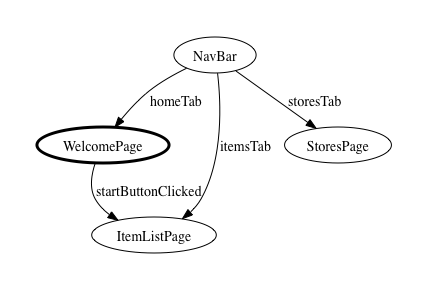 NavBar
homeTab
storesTab
WelcomePage
itemsTab
StoresPage
startButtonClicked
ItemListPage